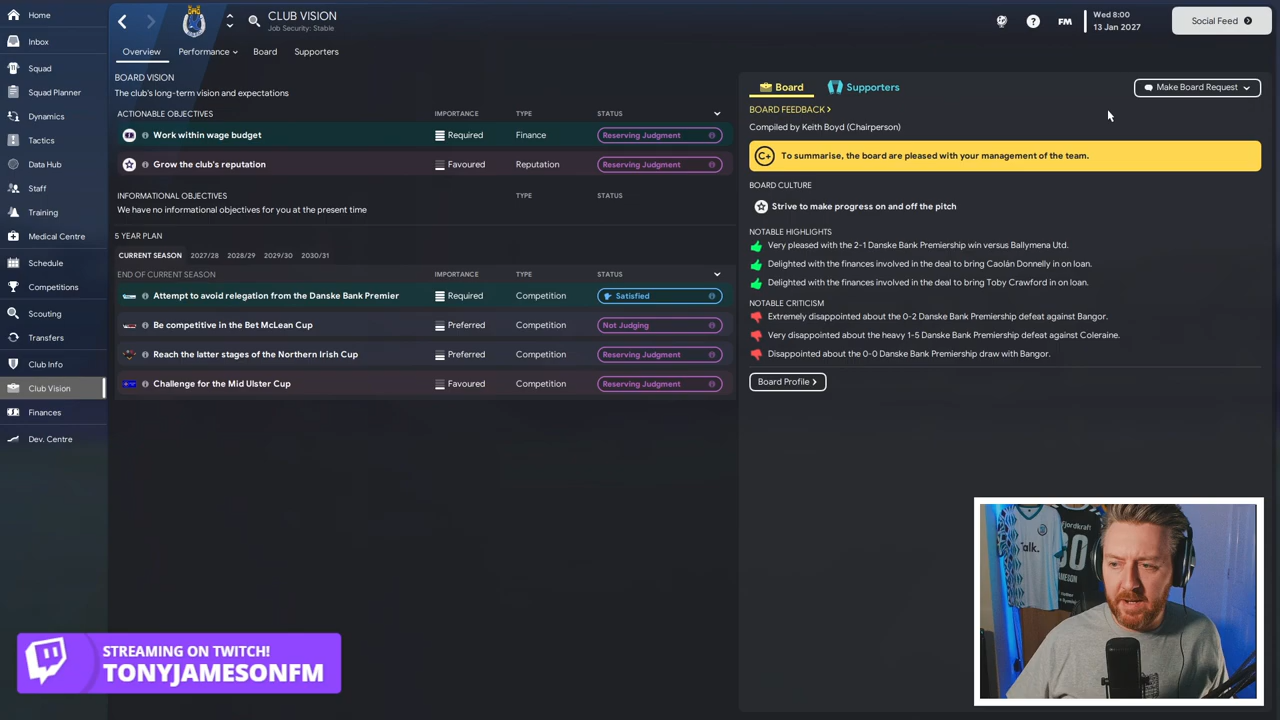 Home
Inbox
Squad
Squad Planner
Dynamics
Tactics
Data Hub
Staff
Training
Medical Centre
Schedule
Competitions
Scouting
Transfers
Club Info
Club Vision
Finances
Dev. Centre
CLUB VISION
Job Security: Stable
FM
Wed 8:00
13 Jan 2027
Social Feed
Overview
Performance
Board
Supporters
BOARD VISION
The club's long-term vision and expectations
ACTIONABLE OBJECTIVES IMPORTANCE TYPE STATUS
Work within wage budget Required Finance Reserving Judgment
Grow the club's reputation Favoured Reputation Reserving Judgment
INFORMATIONAL OBJECTIVES TYPE STATUS
We have no informational objectives for you at the present time
5 YEAR PLAN
CURRENT SEASON 2027/28 2028/29 2029/30 2030/31
END OF CURRENT SEASON IMPORTANCE TYPE STATUS
Attempt to avoid relegation from the Danske Bank Premier Required Competition Satisfied
Be competitive in the Bet McLean Cup Preferred Competition Not Judging
Reach the latter stages of the Northern Irish Cup Preferred Competition Reserving Judgment
Challenge for the Mid Ulster Cup Favoured Competition Reserving Judgment
Board Supporters Make Board Request
BOARD FEEDBACK
Compiled by Keith Boyd (Chairperson)
C+ To summarise, the board are pleased with your management of the team.
BOARD CULTURE
Strive to make progress on and off the pitch
NOTABLE HIGHLIGHTS
Very pleased with the 2-1 Danske Bank Premiership win versus Ballymena Utd.
Delighted with the finances involved in the deal to bring Caolán Donnelly in on loan.
Delighted with the finances involved in the deal to bring Toby Crawford in on loan.
NOTABLE CRITICISM
Extremely disappointed about the 0-2 Danske Bank Premiership defeat against Bangor.
Very disappointed about the heavy 1-5 Danske Bank Premiership defeat against Coleraine.
Disappointed about the 0-0 Danske Bank Premiership draw with Bangor.
Board Profile
STREAMING ON TWITCH!
TONYJAMESONFM
Talk.
fjordkraft
JAMESON